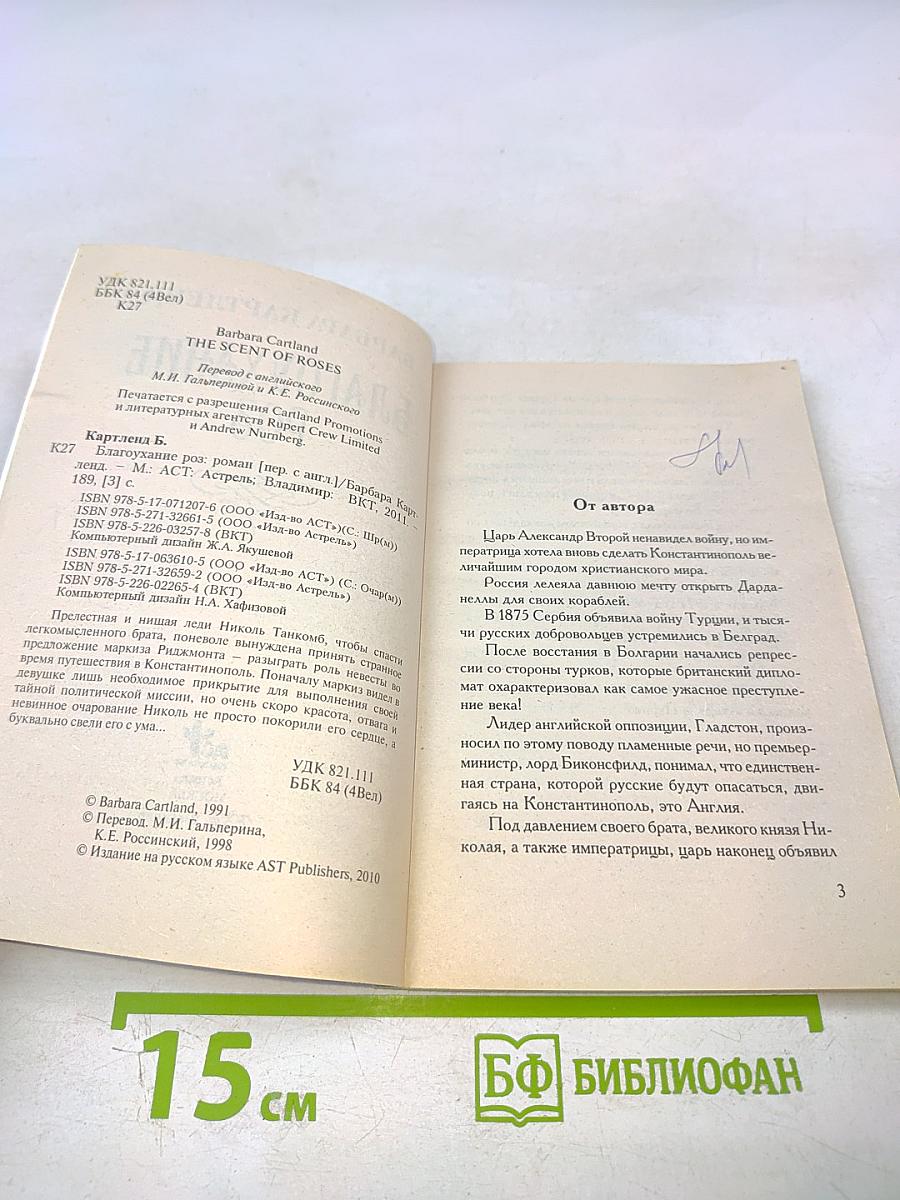 УДК 821.111
ББК 84 (4Вел)
К27
Barbara Cartland
THE SCENT OF ROSES
Перевод с английского
М.И. Гальпериной и К.Е. Россинского
Печатается с разрешения Cartland Promotions
и литературных агентств Rupert Crew Limited
и Andrew Nurnberg.
Картленд Б.
К27 Благоухание роз: роман [пер. с англ.]/Барбара Карт-
ленд. – М.: АСТ: Астрель; Владимир: ВКТ, 2011. –
189, [3] с.
ISBN 978-5-17-071207-6 (ООО «Изд-во АСТ»)(С.: Шр(м))
ISBN 978-5-271-32661-5 (ООО «Изд-во Астрель»)
ISBN 978-5-226-03257-8 (ВКТ)
Компьютерный дизайн Ж.А. Якушевой
ISBN 978-5-17-063610-5 (ООО «Изд-во АСТ») (С.: Очар(м))
ISBN 978-5-271-32659-2 (ООО «Изд-во Астрель»)
ISBN 978-5-226-02265-4 (ВКТ)
Компьютерный дизайн Н.А. Хафизовой
Прелестная и нищая леди Николь Танкомб, чтобы спасти
легкомысленного брата, поневоле вынуждена принять странное
предложение маркиза Риджмонта – разыграть роль невесты во
время путешествия в Константинополь. Поначалу маркиз видел в
девушке лишь необходимое прикрытие для выполнения своей
тайной политической миссии, но очень скоро красота, отвага и
невинное очарование Николь не просто покорили его сердце, а
буквально свели его с ума...
УДК 821.111
ББК 84 (4Вел)
© Barbara Cartland, 1991
© Перевод. М.И. Гальперина,
К.Е. Россинский, 1998
© Издание на русском языке AST Publishers, 2010
От автора
Царь Александр Второй ненавидел войну, но им-
ператрица хотела вновь сделать Константинополь ве-
личайшим городом христианского мира.
Россия лелеяла давнюю мечту открыть Дарда-
неллы для своих кораблей.
В 1875 Сербия объявила войну Турции, и тыся-
чи русских добровольцев устремились в Белград.
После восстания в Болгарии начались репрес-
сии со стороны турков, которые британский дипло-
мат охарактеризовал как самое ужасное преступле-
ние века!
Лидер английской оппозиции, Гладстон, произ-
носил по этому поводу пламенные речи, но премьер-
министр, лорд Биконсфилд, понимал, что единствен-
ная страна, которой русские будут опасаться, дви-
гаясь на Константинополь, это Англия.
Под давлением своего брата, великого князя Ни-
колая, а также императрицы, царь наконец объявил
3
15 см
БФ БИБЛИОФАН